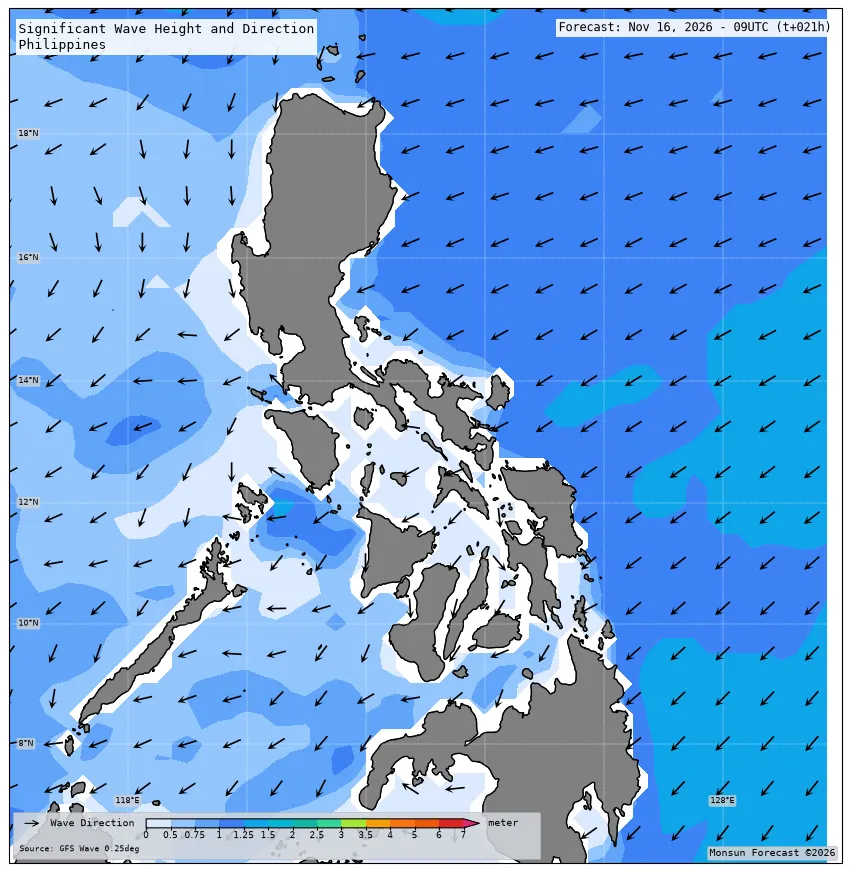 Significant Wave Height and Direction
Philippines
Forecast: Nov 16, 2026 - 09UTC (t+021h)
18°N
16°N
14°N
12°N
10°N
8°N
118°E
128°E
Wave Direction
0 0.5 0.75 1 1.25 1.5 2 2.5 3 3.5 4 5 6 7
meter
Source: GFS Wave 0.25deg
Monsun Forecast ©2026